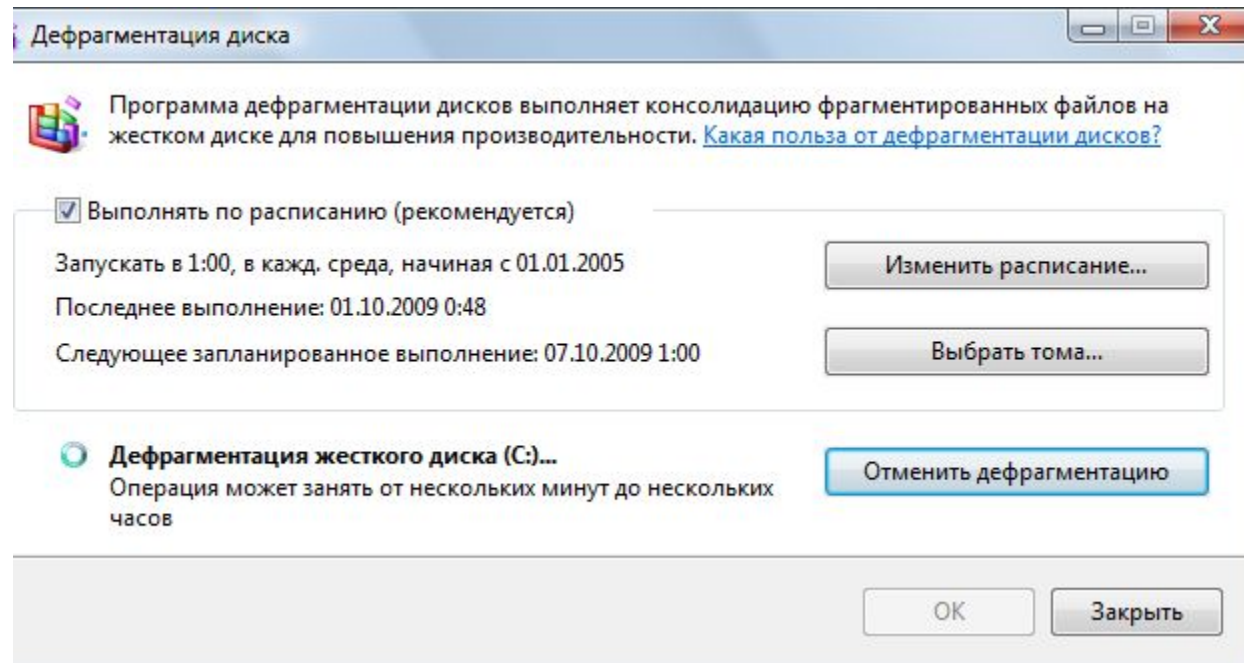 Дефрагментация диска
Программа дефрагментации дисков выполняет консолидацию фрагментированных файлов на
жестком диске для повышения производительности. Какая польза от дефрагментации дисков?
Выполнять по расписанию (рекомендуется)
Запускать в 1:00, в кажд. среда, начиная с 01.01.2005
Изменить расписание...
Последнее выполнение: 01.10.2009 0:48
Следующее запланированное выполнение: 07.10.2009 1:00
Выбрать тома...
Дефрагментация жесткого диска (C:)...
Операция может занять от нескольких минут до нескольких
часов
Отменить дефрагментацию
ОК
Закрыть